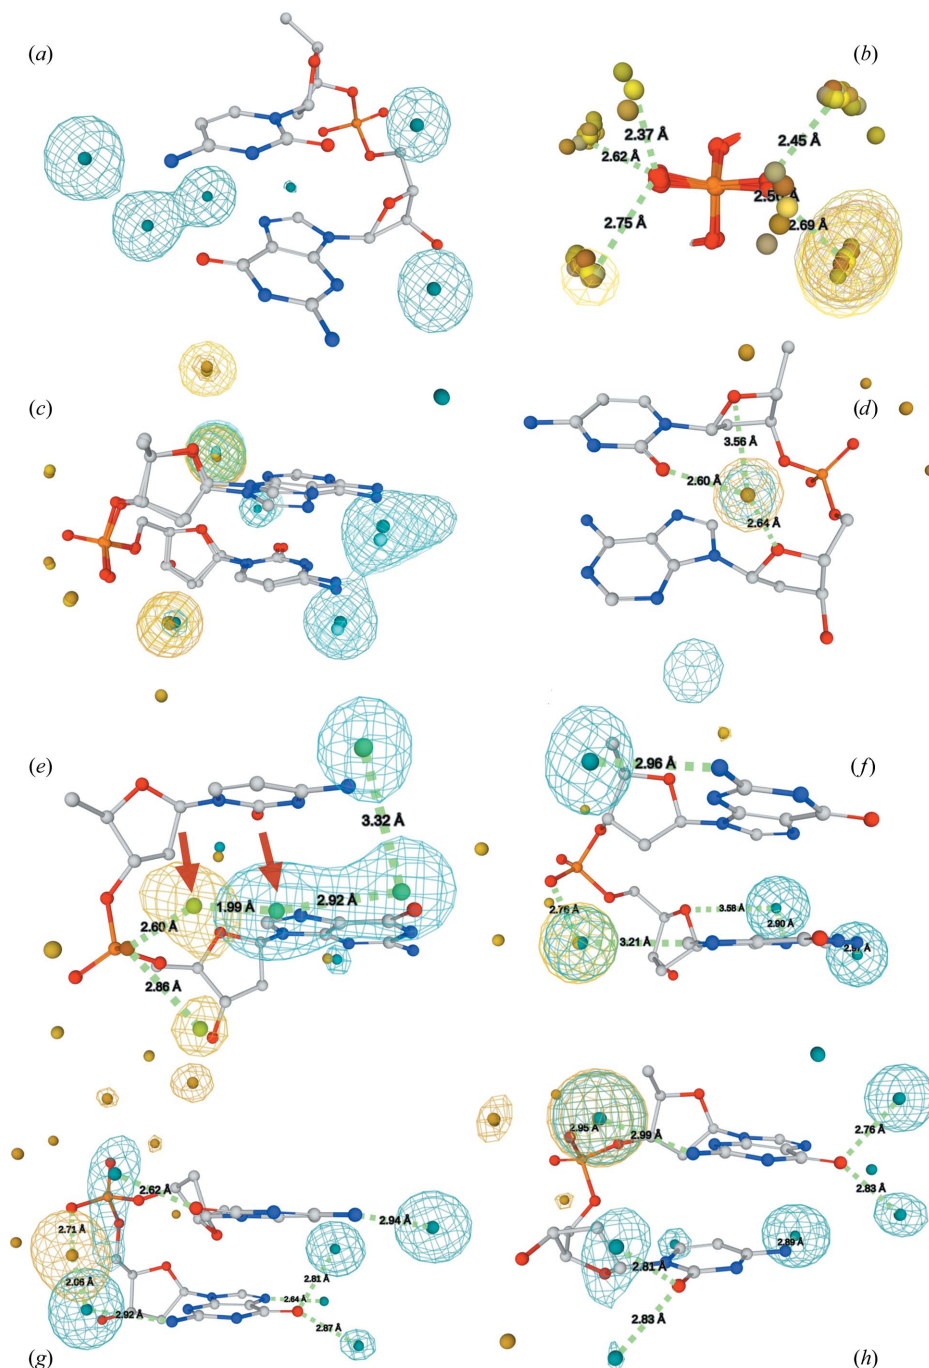 (a)
(b)
2.37 Å
2.45 Å
2.62 Å
2.75 Å
2.69 Å
(c)
(d)
3.56 Å
2.60 Å
2.64 Å
(e)
(f)
2.96 Å
3.32 Å
1.99 Å
2.92 Å
2.60 Å
2.86 Å
2.76 Å
3.58 Å
2.90 Å
3.21 Å
2.62 Å
2.94 Å
2.71 Å
2.81 Å
2.06 Å
2.64 Å
2.92 Å
2.87 Å
2.95 Å
2.99 Å
2.76 Å
2.83 Å
2.89 Å
2.81 Å
2.83 Å
(g)
(h)